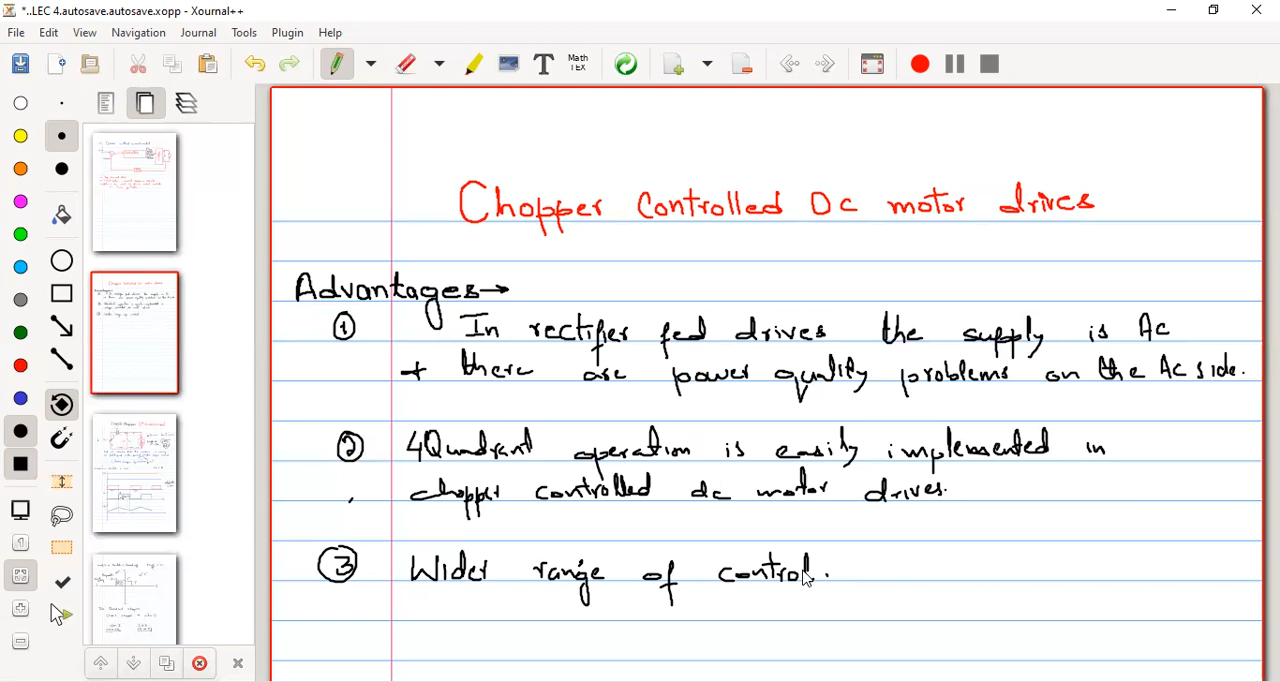 *..LEC 4.autosave.autosave.xopp - Xournal++
File Edit View Navigation Journal Tools Plugin Help
T Math TEX
Chopper controlled Dc motor drives
Advantages→
① In rectifier fed drives the supply is Ac
+ there are power quality problems on the Ac side.
② 4Quadrant operation is easily implemented in
chopper controlled dc motor drives.
③ Wider range of control.